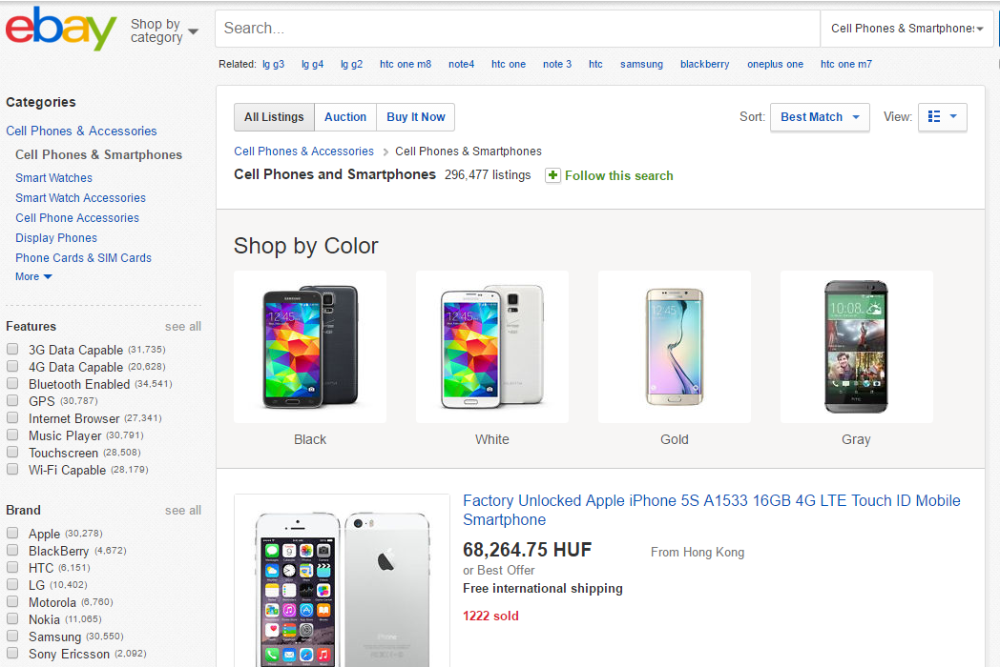 ebay
Shop by
category
Search...
Cell Phones & Smartphones
Related: lg g3 lg g4 lg g2 htc one m8 note4 htc one note 3 htc samsung blackberry oneplus one htc one m7
Categories
Cell Phones & Accessories
Cell Phones & Smartphones
Smart Watches
Smart Watch Accessories
Cell Phone Accessories
Display Phones
Phone Cards & SIM Cards
More
Features see all
3G Data Capable (31,735)
4G Data Capable (20,628)
Bluetooth Enabled (34,541)
GPS (30,787)
Internet Browser (27,341)
Music Player (30,791)
Touchscreen (28,508)
Wi-Fi Capable (28,179)
Brand see all
Apple (30,278)
BlackBerry (4,672)
HTC (6,151)
LG (10,402)
Motorola (6,760)
Nokia (11,065)
Samsung (30,550)
Sony Ericsson (2,092)
All Listings Auction Buy It Now
Sort: Best Match View:
Cell Phones & Accessories > Cell Phones & Smartphones
Cell Phones and Smartphones 296,477 listings + Follow this search
Shop by Color
SAMSUNG
12:45
12:45
12:45
10:08
hTC
Black White Gold Gray
Factory Unlocked Apple iPhone 5S A1533 16GB 4G LTE Touch ID Mobile
Smartphone
68,264.75 HUF From Hong Kong
or Best Offer
Free international shipping
1222 sold
iPhone